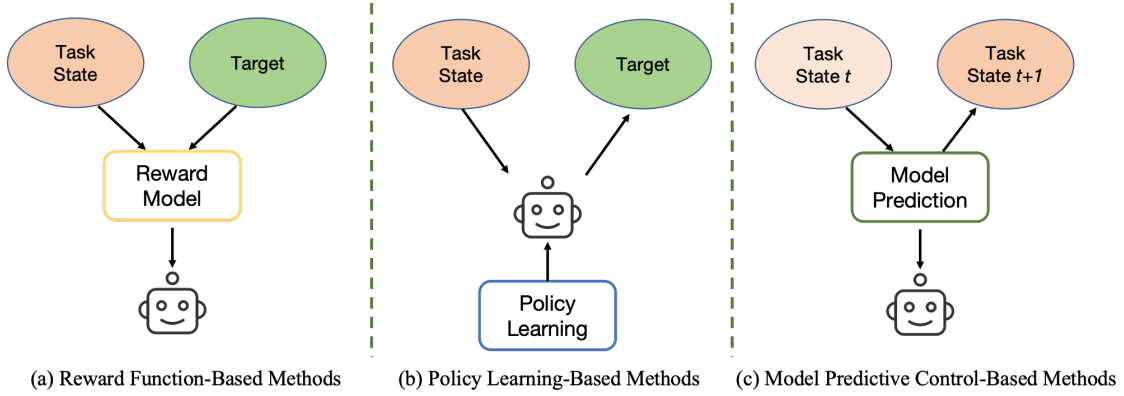 Task
State
Target
Reward
Model
(a) Reward Function-Based Methods
Task
State
Target
Policy
Learning
(b) Policy Learning-Based Methods
Task
State t
Task
State t+1
Model
Prediction
(c) Model Predictive Control-Based Methods